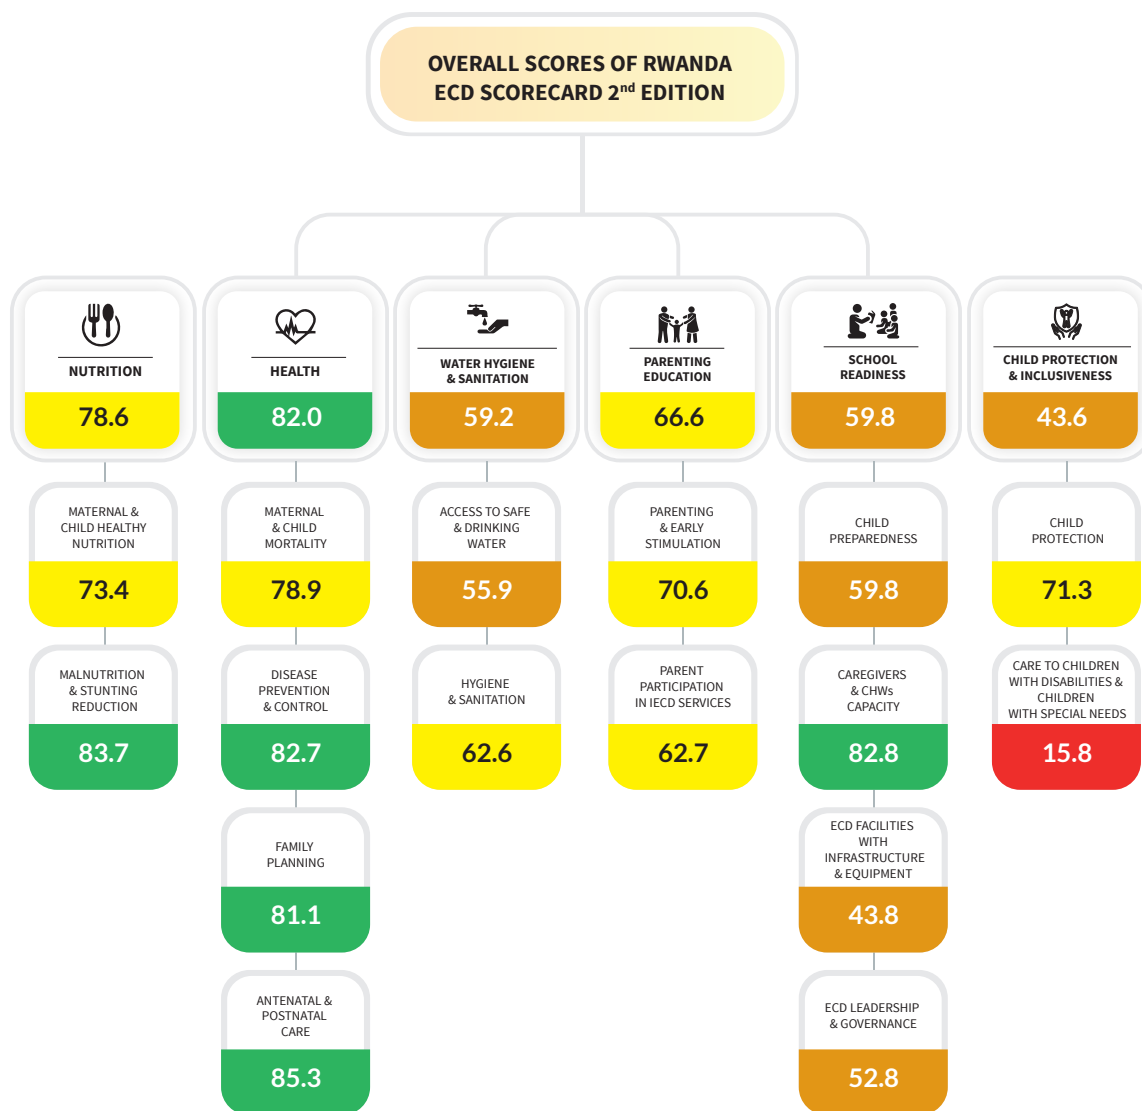 OVERALL SCORES OF RWANDA
ECD SCORECARD 2nd EDITION
NUTRITION
78.6
MATERNAL &
CHILD HEALTHY
NUTRITION
73.4
MALNUTRITION
& STUNTING
REDUCTION
83.7
HEALTH
82.0
MATERNAL
& CHILD
MORTALITY
78.9
DISEASE
PREVENTION
& CONTROL
82.7
FAMILY
PLANNING
81.1
ANTENATAL &
POSTNATAL
CARE
85.3
WATER HYGIENE
& SANITATION
59.2
ACCESS TO SAFE
& DRINKING
WATER
55.9
HYGIENE
& SANITATION
62.6
PARENTING
EDUCATION
66.6
PARENTING
& EARLY
STIMULATION
70.6
PARENT
PARTICIPATION
IN IECD SERVICES
62.7
SCHOOL
READINESS
59.8
CHILD
PREPAREDNESS
59.8
CAREGIVERS
& CHWs
CAPACITY
82.8
ECD FACILITIES
WITH
INFRASTRUCTURE
& EQUIPMENT
43.8
ECD LEADERSHIP
& GOVERNANCE
52.8
CHILD PROTECTION
& INCLUSIVENESS
43.6
CHILD
PROTECTION
71.3
CARE TO CHILDREN
WITH DISABILITIES &
CHILDREN
WITH SPECIAL NEEDS
15.8